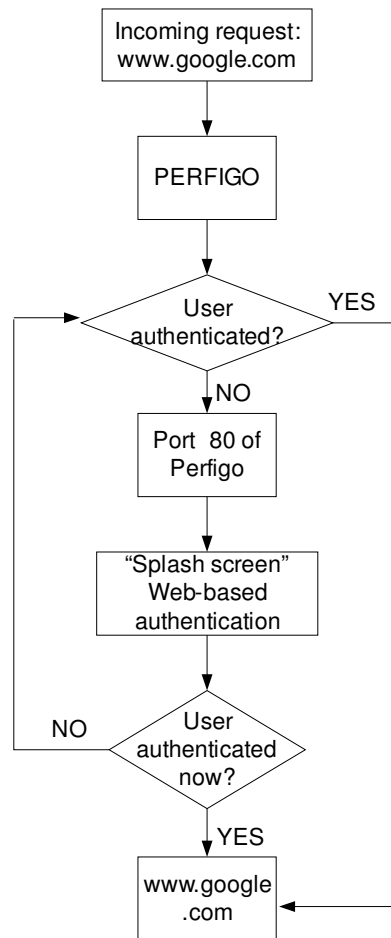 Incoming request:
www.google.com
PERFIGO
User
authenticated?
YES
NO
Port 80 of
Perfigo
“Splash screen”
Web-based
authentication
NO
User
authenticated
now?
YES
www.google
.com